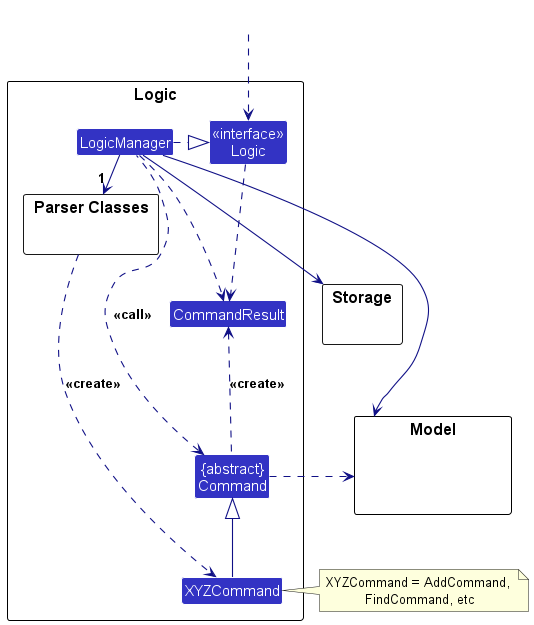 Logic
LogicManager
«interface»
Logic
1
Parser Classes
Storage
CommandResult
«call»
«create»
«create»
Model
{abstract}
Command
XYZCommand
XYZCommand = AddCommand,
FindCommand, etc